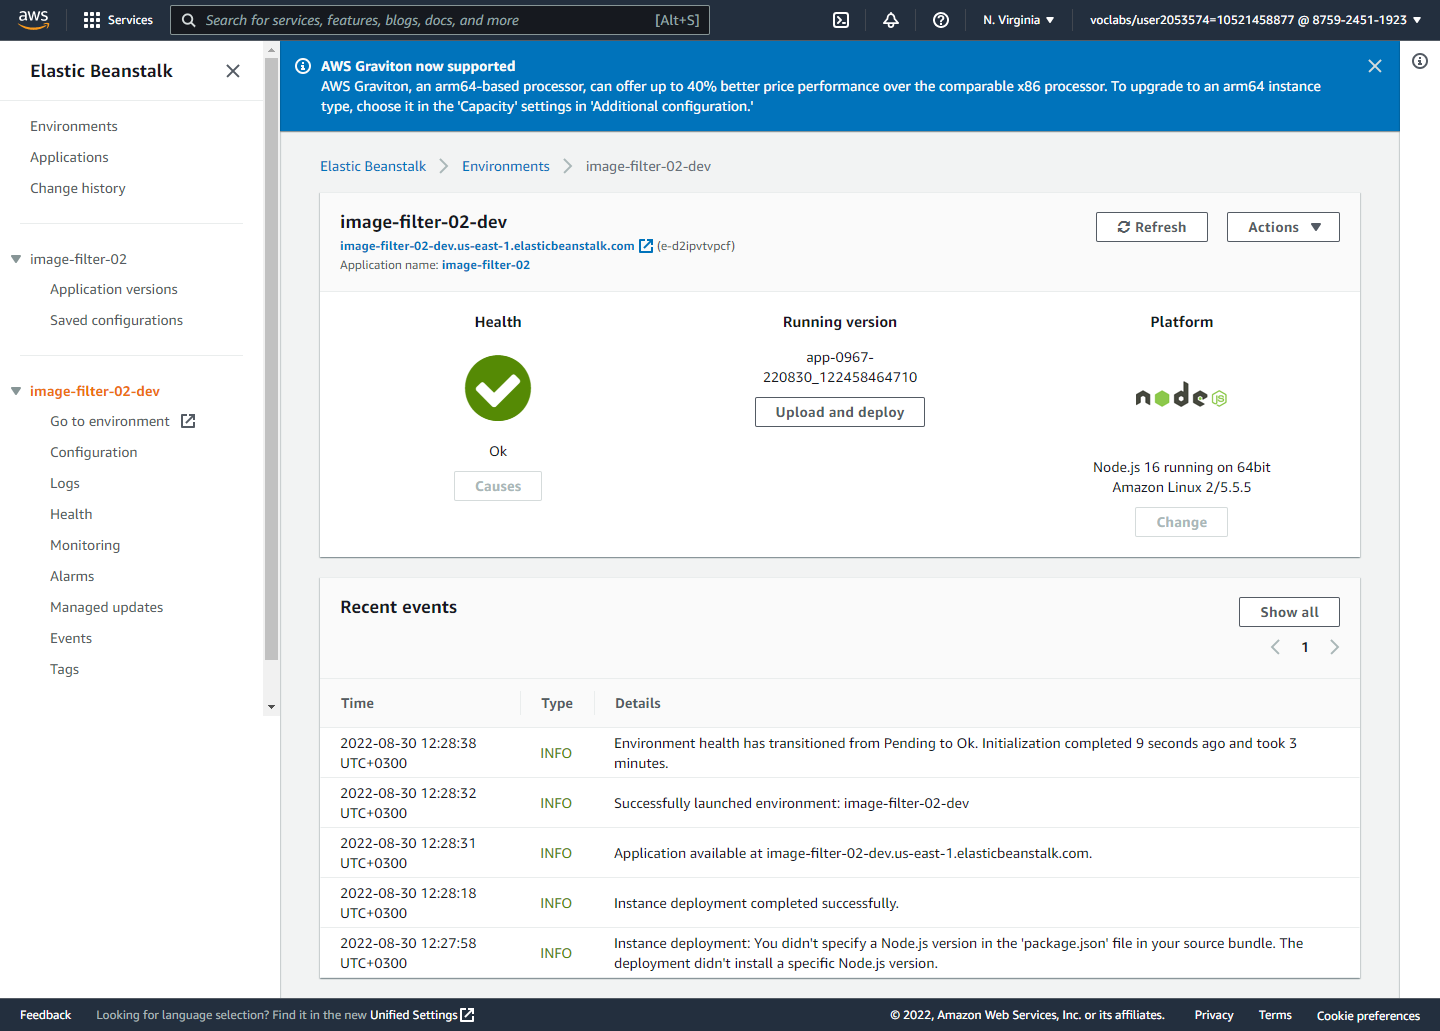 aws
Services
Search for services, features, blogs, docs, and more
[Alt+S]
N. Virginia
voclabs/user2053574=10521458877 @ 8759-2451-1923
Elastic Beanstalk
Environments
Applications
Change history
image-filter-02
Application versions
Saved configurations
image-filter-02-dev
Go to environment
Configuration
Logs
Health
Monitoring
Alarms
Managed updates
Events
Tags
AWS Graviton now supported
AWS Graviton, an arm64-based processor, can offer up to 40% better price performance over the comparable x86 processor. To upgrade to an arm64 instance
type, choose it in the 'Capacity' settings in 'Additional configuration.'
Elastic Beanstalk
Environments
image-filter-02-dev
image-filter-02-dev
image-filter-02-dev.us-east-1.elasticbeanstalk.com (e-d2ipvtvpcf)
Application name: image-filter-02
Refresh
Actions
Health
Ok
Causes
Running version
app-0967-
220830_122458464710
Upload and deploy
Platform
node
JS
Node.js 16 running on 64bit
Amazon Linux 2/5.5.5
Change
Recent events
Show all
1
Time
Type
Details
2022-08-30 12:28:38
UTC+0300
INFO
Environment health has transitioned from Pending to Ok. Initialization completed 9 seconds ago and took 3
minutes.
2022-08-30 12:28:32
UTC+0300
INFO
Successfully launched environment: image-filter-02-dev
2022-08-30 12:28:31
UTC+0300
INFO
Application available at image-filter-02-dev.us-east-1.elasticbeanstalk.com.
2022-08-30 12:28:18
UTC+0300
INFO
Instance deployment completed successfully.
2022-08-30 12:27:58
UTC+0300
INFO
Instance deployment: You didn't specify a Node.js version in the 'package.json' file in your source bundle. The
deployment didn't install a specific Node.js version.
Feedback
Looking for language selection? Find it in the new Unified Settings
© 2022, Amazon Web Services, Inc. or its affiliates.
Privacy
Terms
Cookie preferences